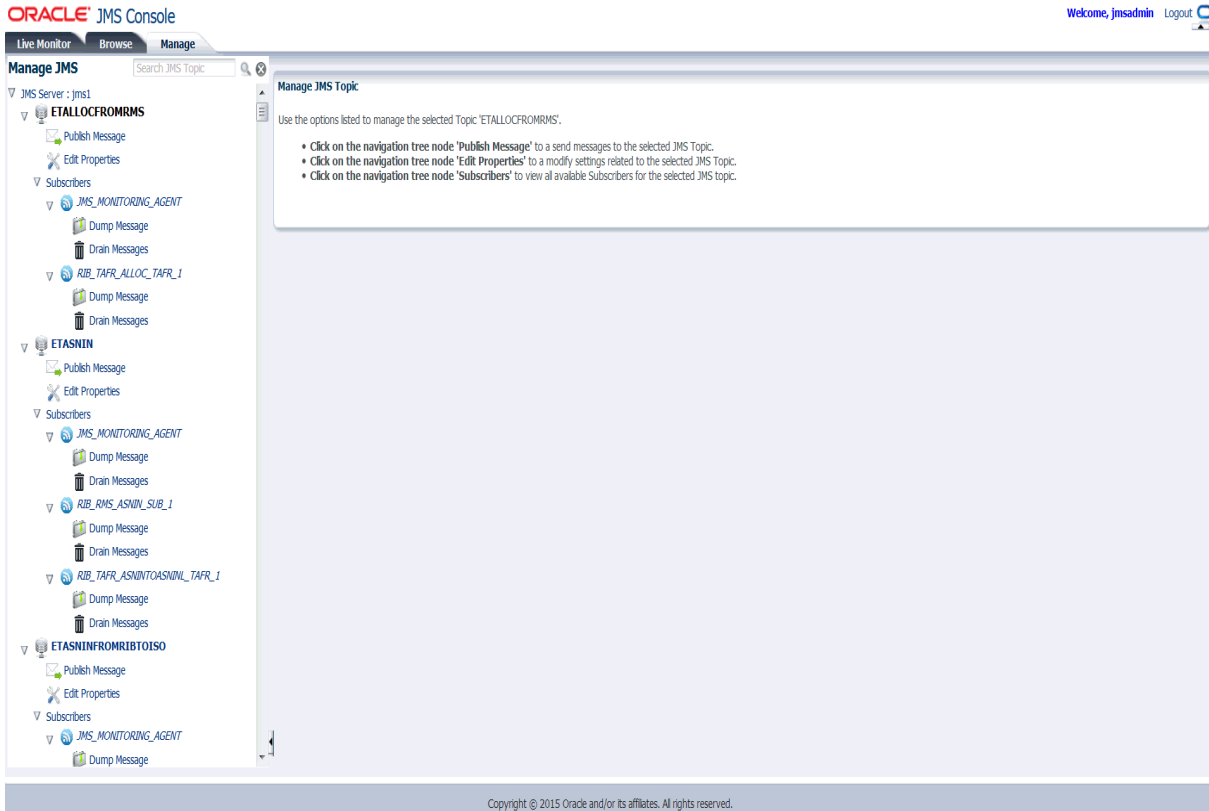 ORACLE JMS Console
Welcome, jmsadmin Logout
Live Monitor Browse Manage
Manage JMS Search JMS Topic
JMS Server : jms1
ETALLOCFROMRMS
Publish Message
Edit Properties
Subscribers
JMS_MONITORING_AGENT
Dump Message
Drain Messages
RIB_TAFR_ALLOC_TAFR_1
Dump Message
Drain Messages
ETASNIN
Publish Message
Edit Properties
Subscribers
JMS_MONITORING_AGENT
Dump Message
Drain Messages
RIB_RMS_ASNIN_SUB_1
Dump Message
Drain Messages
RIB_TAFR_ASNINTOASNINL_TAFR_1
Dump Message
Drain Messages
ETASNINFROMRIBTOISO
Publish Message
Edit Properties
Subscribers
JMS_MONITORING_AGENT
Dump Message
Manage JMS Topic
Use the options listed to manage the selected Topic 'ETALLOCFROMRMS'.
• Click on the navigation tree node 'Publish Message' to a send messages to the selected JMS Topic.
• Click on the navigation tree node 'Edit Properties' to a modify settings related to the selected JMS Topic.
• Click on the navigation tree node 'Subscribers' to view all available Subscribers for the selected JMS topic.
Copyright © 2015 Oracle and/or its affiliates. All rights reserved.